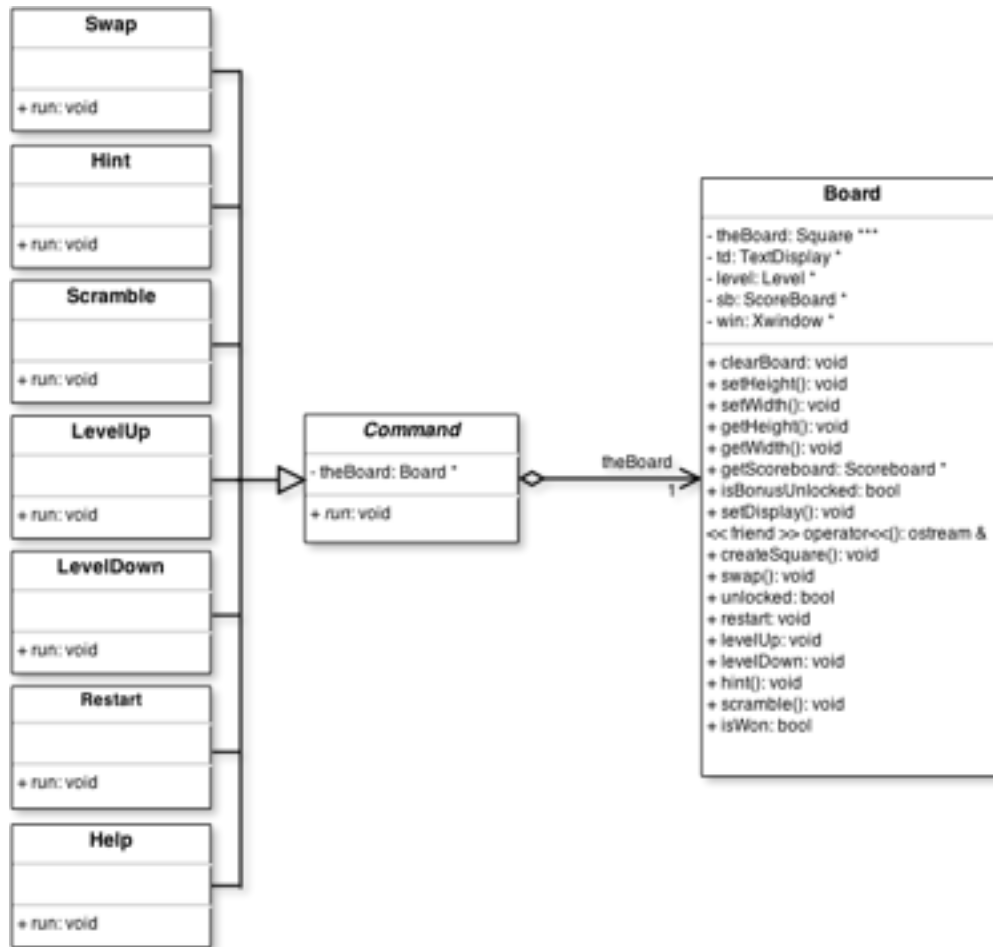 Swap
+ run: void
Hint
+ run: void
Scramble
+ run: void
LevelUp
+ run: void
LevelDown
+ run: void
Restart
+ run: void
Help
+ run: void
Command
- theBoard: Board *
+ run: void
theBoard
1
Board
- theBoard: Square ***
- td: TextDisplay *
- level: Level *
- sb: ScoreBoard *
- win: Xwindow *
+ clearBoard: void
+ setHeight(): void
+ setWidth(): void
+ getHeight(): void
+ getWidth(): void
+ getScoreboard: Scoreboard *
+ isBonusUnlocked: bool
+ setDisplay(): void
<< friend >> operator<<(): ostream &
+ createSquare(): void
+ swap(): void
+ unlocked: bool
+ restart: void
+ levelUp: void
+ levelDown: void
+ hint(): void
+ scramble(): void
+ isWon: bool